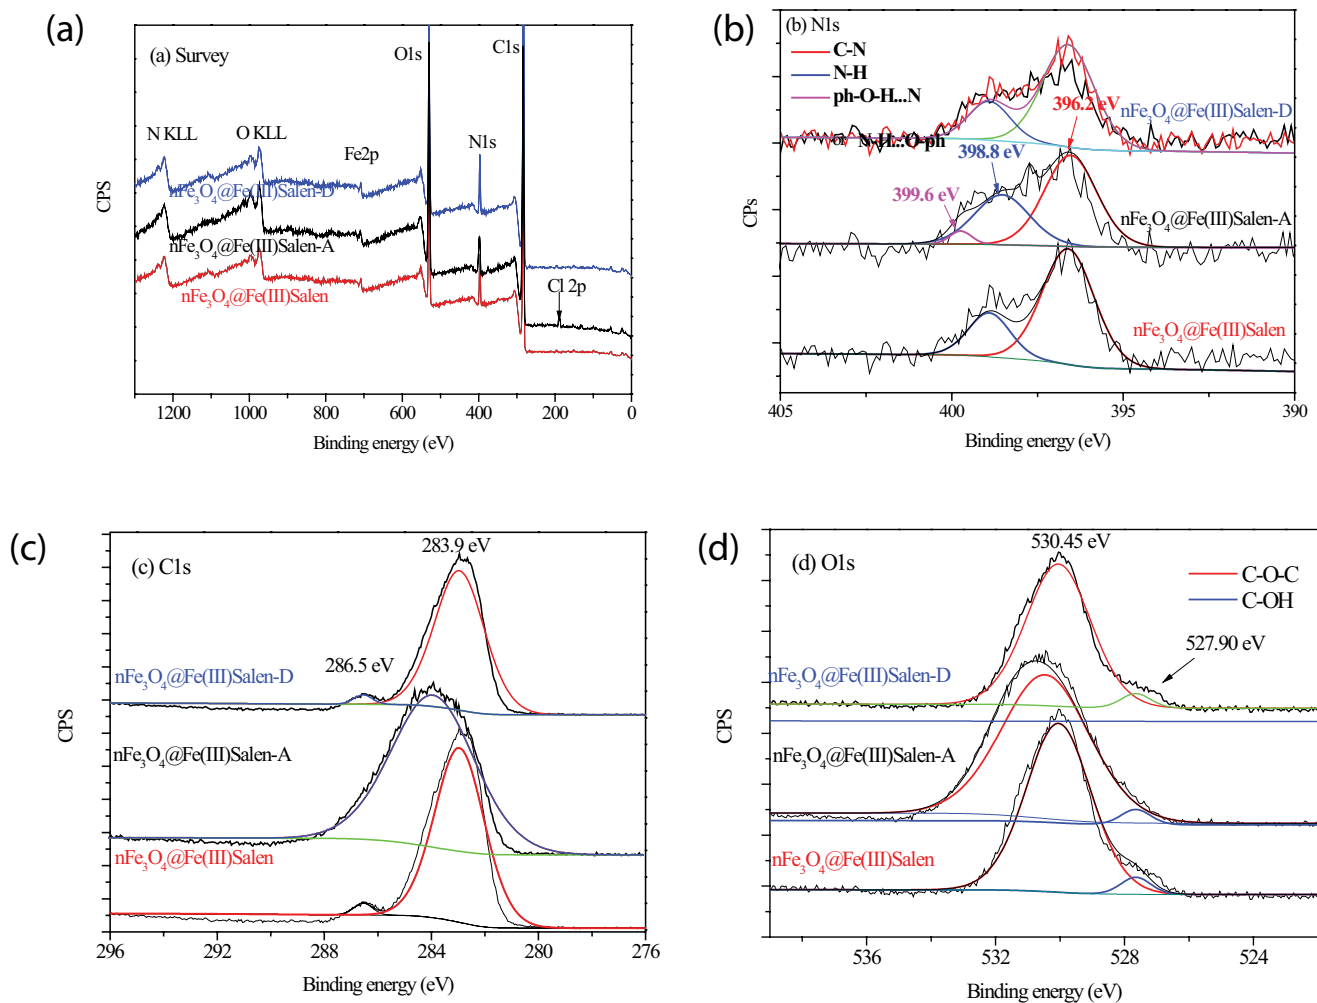 (a)
(a) Survey
O1s
C1s
N KLL
O KLL
Fe2p
N1s
nFe3O4@Fe(III)Salen-D
nFe3O4@Fe(III)Salen-A
nFe3O4@Fe(III)Salen
Cl 2p
CPS
1200 1000 800 600 400 200 0
Binding energy (eV)
(b)
(b) N1s
C-N
N-H
ph-O-H...N
or N-H...O-ph
396.2 eV
398.8 eV
399.6 eV
nFe3O4@Fe(III)Salen-D
nFe3O4@Fe(III)Salen-A
nFe3O4@Fe(III)Salen
CPs
405 400 395 390
Binding energy (eV)
(c)
(c) C1s
283.9 eV
286.5 eV
nFe3O4@Fe(III)Salen-D
nFe3O4@Fe(III)Salen-A
nFe3O4@Fe(III)Salen
CPS
296 292 288 284 280 276
Binding energy (eV)
(d)
(d) O1s
530.45 eV
C-O-C
C-OH
527.90 eV
nFe3O4@Fe(III)Salen-D
nFe3O4@Fe(III)Salen-A
nFe3O4@Fe(III)Salen
CPS
536 532 528 524
Binding energy (eV)